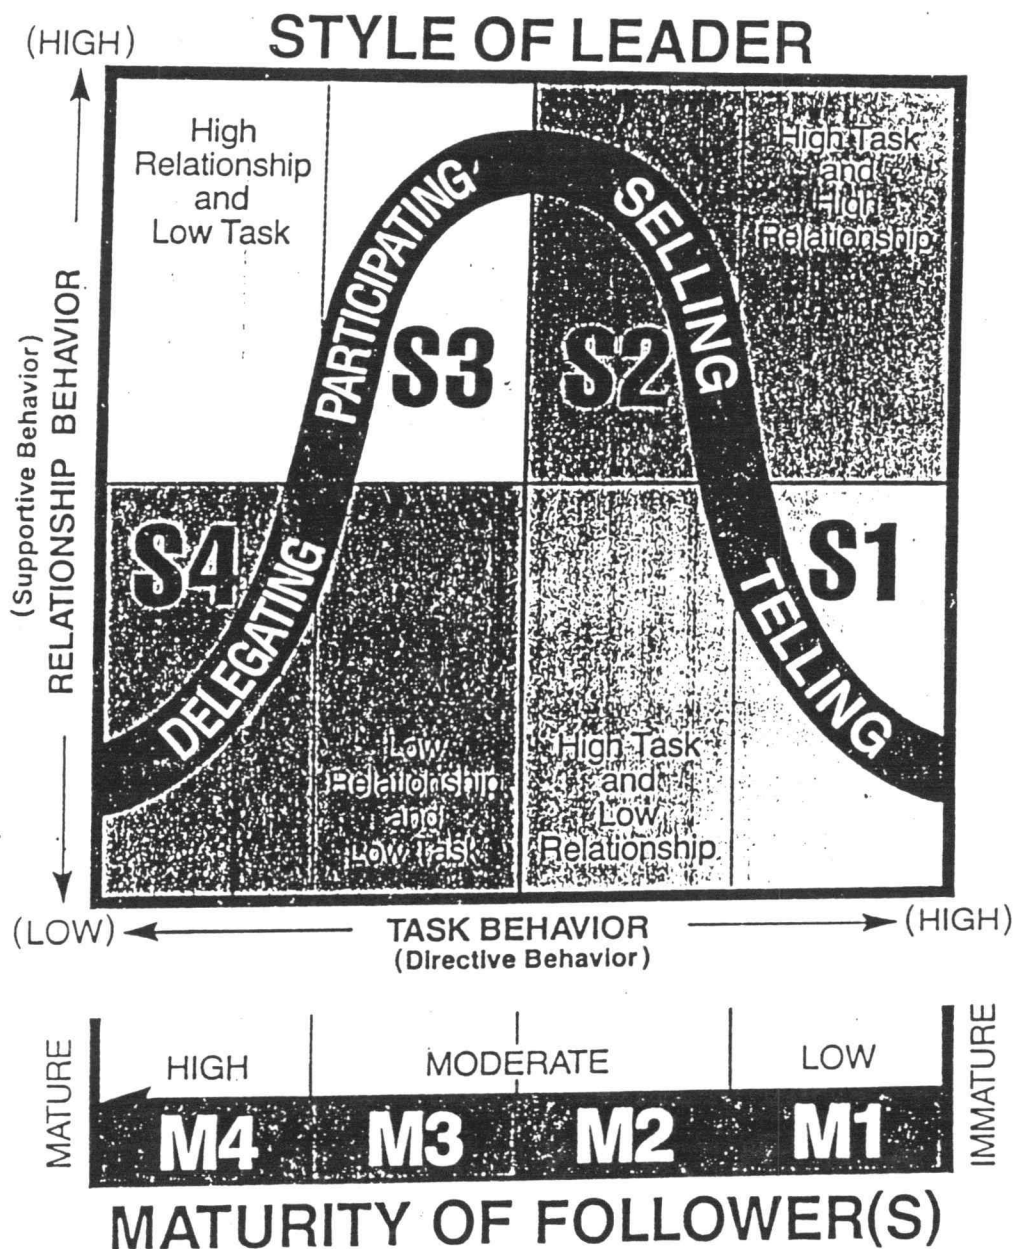 STYLE OF LEADER
(HIGH)
High
Relationship
and
Low Task
High Task
and
High
Relationship
PARTICIPATING
SELLING
S3
S2
S4
S1
DELEGATING
TELLING
Low
Relationship
and
Low Task
High Task
and
Low
Relationship
(Supportive Behavior)
RELATIONSHIP BEHAVIOR
(LOW)
TASK BEHAVIOR
(HIGH)
(Directive Behavior)
MATURE
HIGH
MODERATE
LOW
IMMATURE
M4
M3
M2
M1
MATURITY OF FOLLOWER(S)